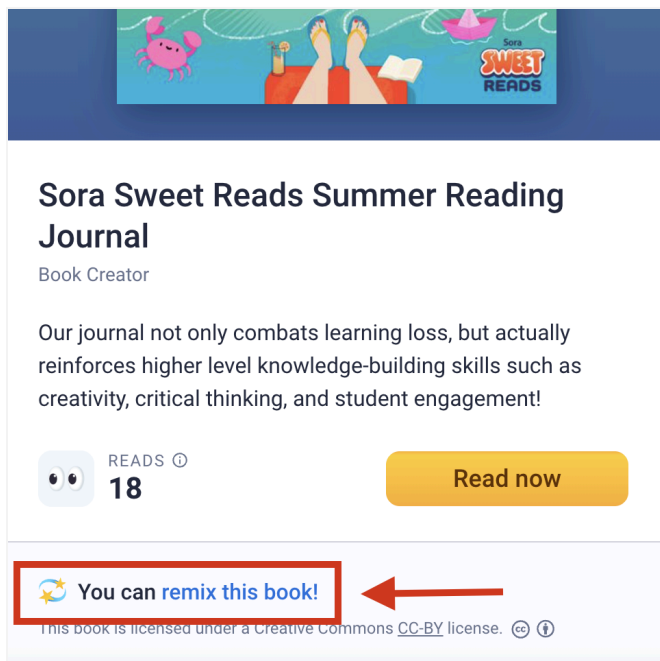 Sora
SWEET
READS
Sora Sweet Reads Summer Reading
Journal
Book Creator
Our journal not only combats learning loss, but actually
reinforces higher level knowledge-building skills such as
creativity, critical thinking, and student engagement!
READS
18
Read now
You can remix this book!
This book is licensed under a Creative Commons CC-BY license.